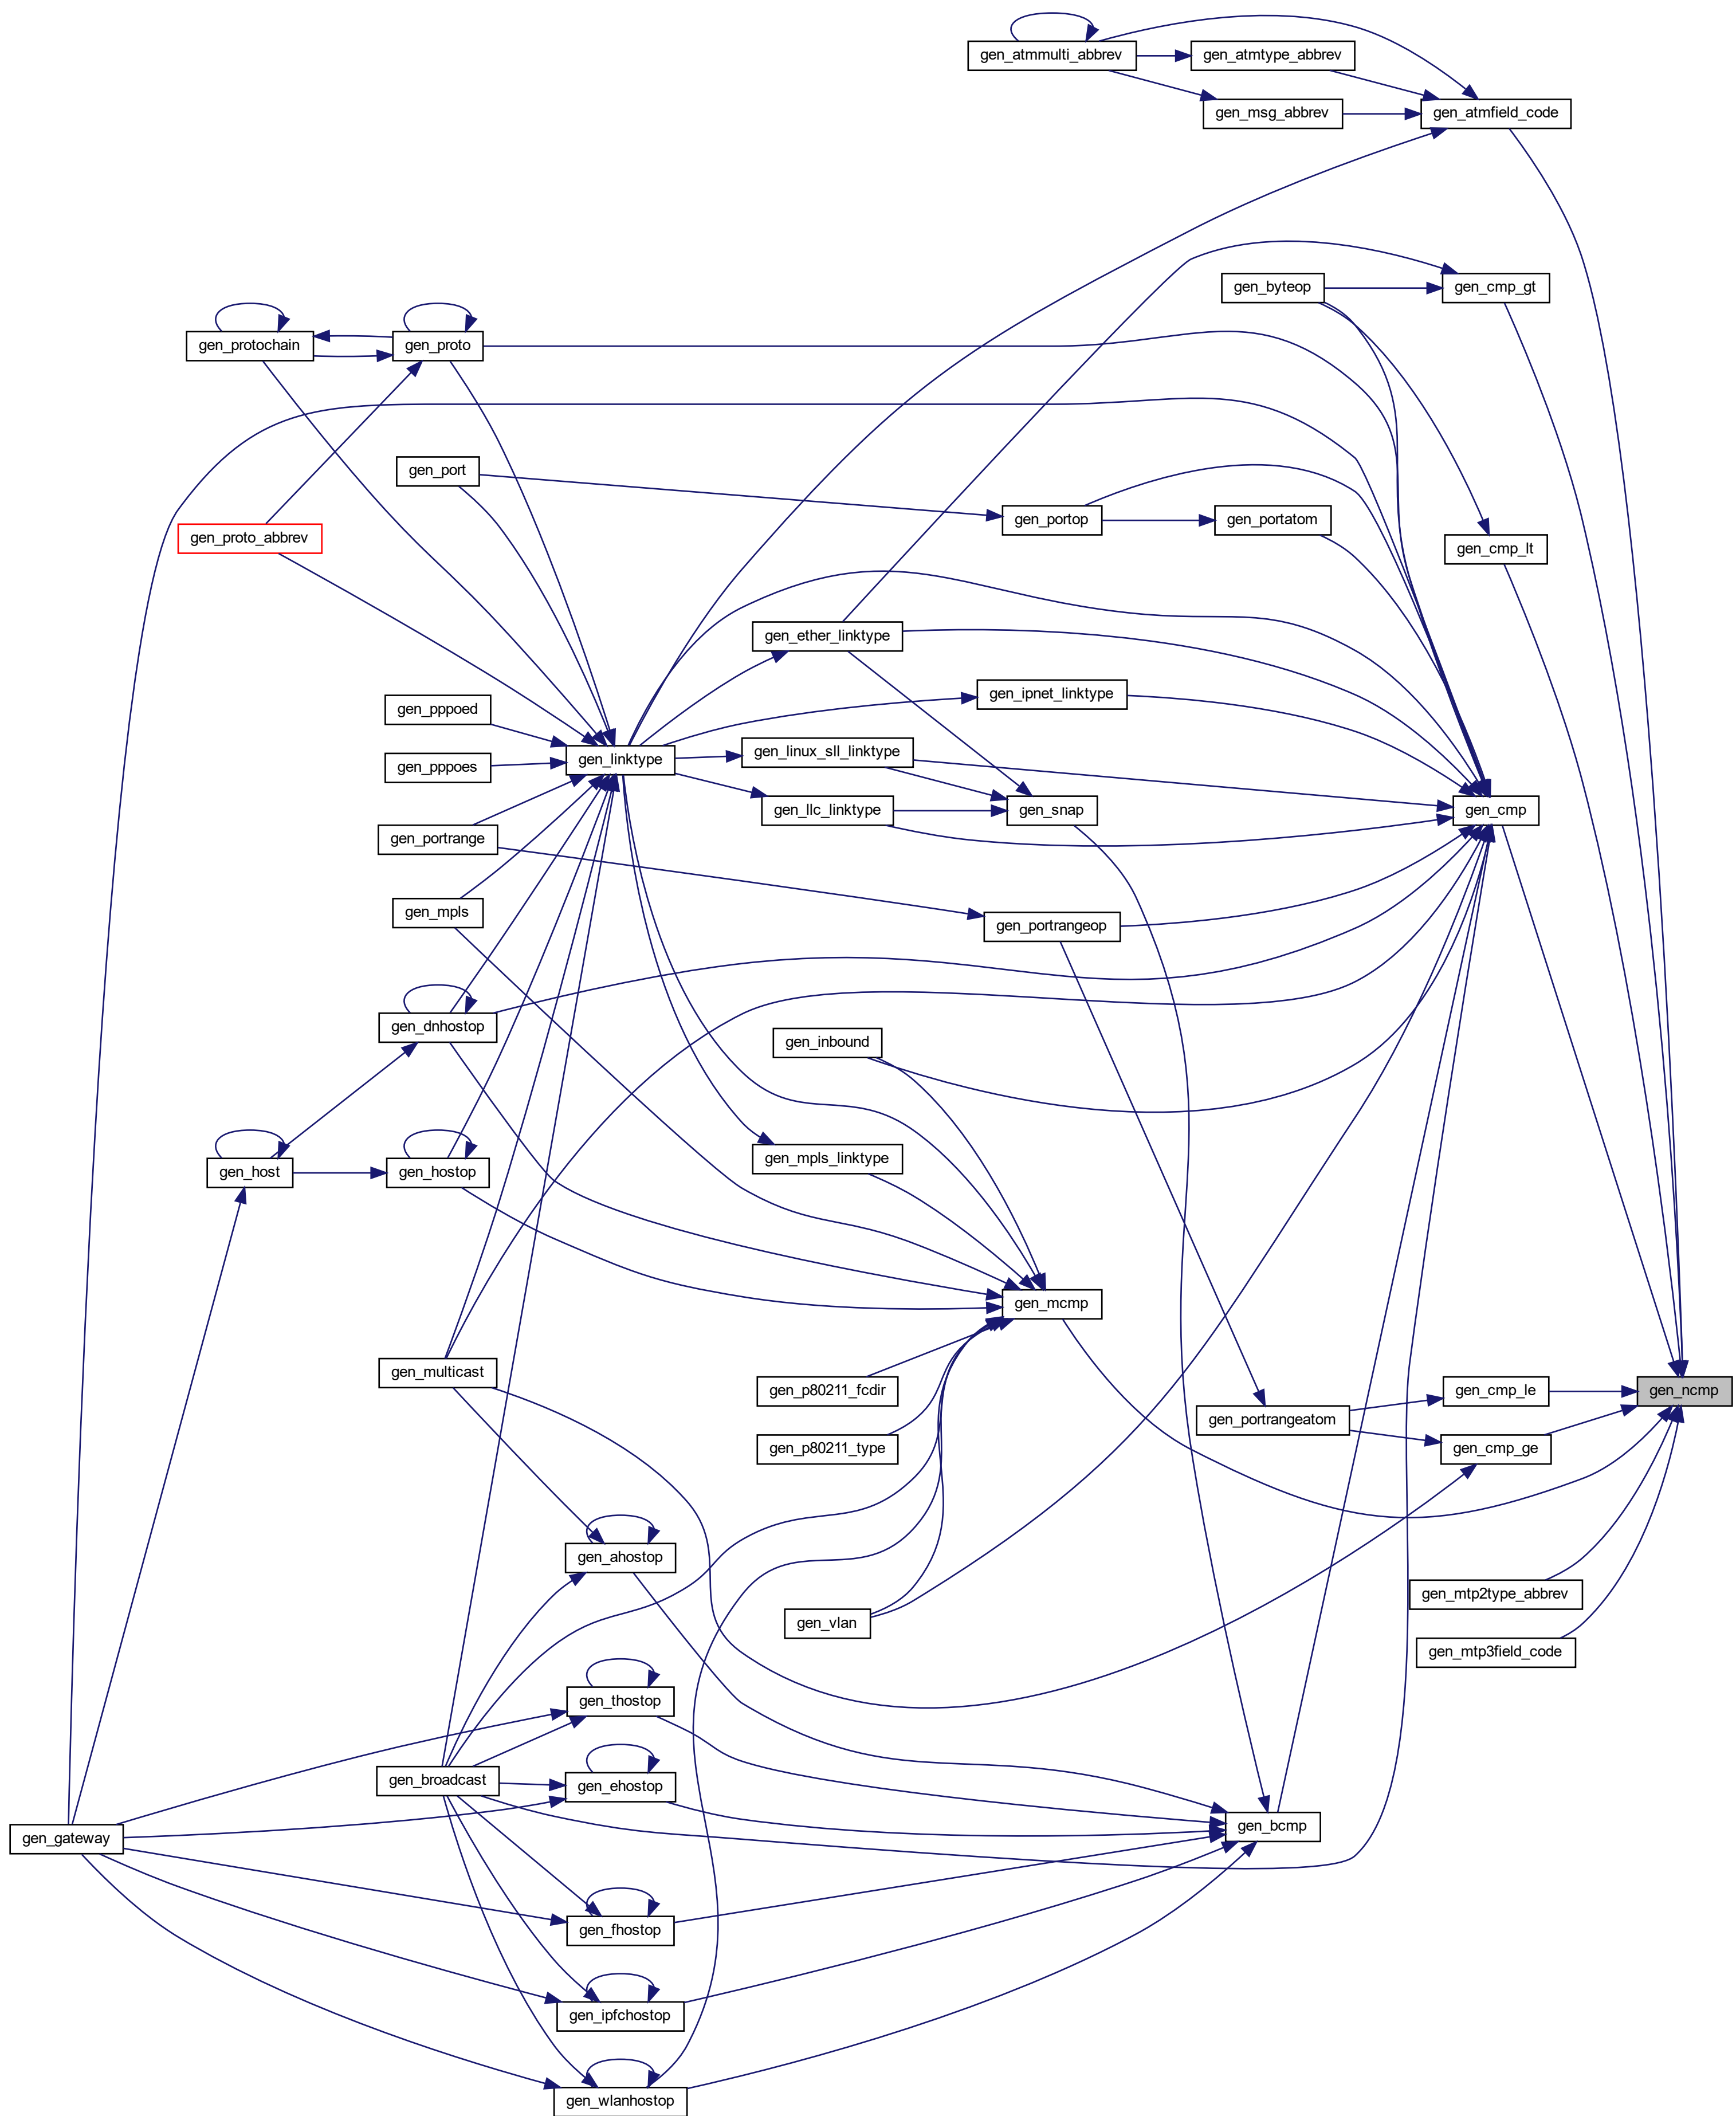 gen_atmmulti_abbrev
gen_atmtype_abbrev
gen_msg_abbrev
gen_atmfield_code
gen_byteop
gen_cmp_gt
gen_protochain
gen_proto
gen_port
gen_portop
gen_portatom
gen_proto_abbrev
gen_cmp_lt
gen_ether_linktype
gen_ipnet_linktype
gen_pppoed
gen_linktype
gen_linux_sll_linktype
gen_pppoes
gen_llc_linktype
gen_snap
gen_cmp
gen_portrange
gen_mpls
gen_portrangeop
gen_dnhostop
gen_inbound
gen_mpls_linktype
gen_host
gen_hostop
gen_mcmp
gen_multicast
gen_p80211_fcdir
gen_cmp_le
gen_ncmp
gen_portrangeatom
gen_p80211_type
gen_cmp_ge
gen_ahostop
gen_mtp2type_abbrev
gen_vlan
gen_mtp3field_code
gen_thostop
gen_broadcast
gen_ehostop
gen_gateway
gen_bcmp
gen_fhostop
gen_ipfchostop
gen_wlanhostop